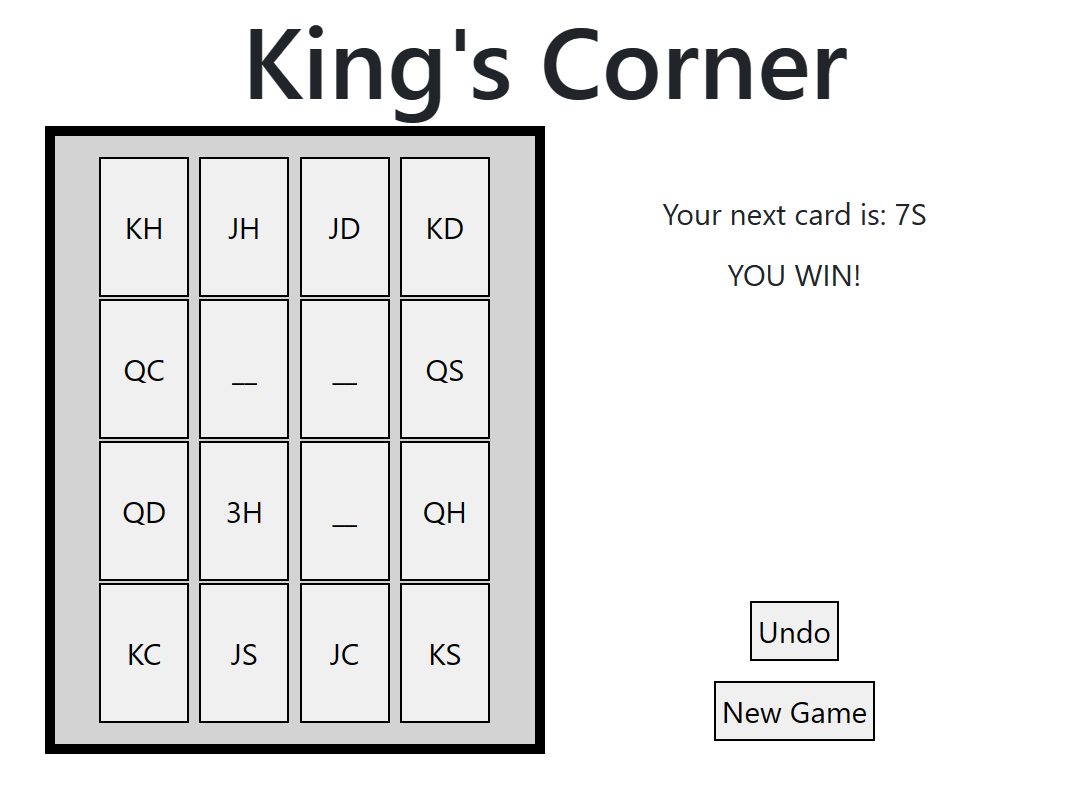 King's Corner
KH JH JD KD
Your next card is: 7S
YOU WIN!
QC __ __ QS
QD 3H __ QH
KC JS JC KS
Undo
New Game